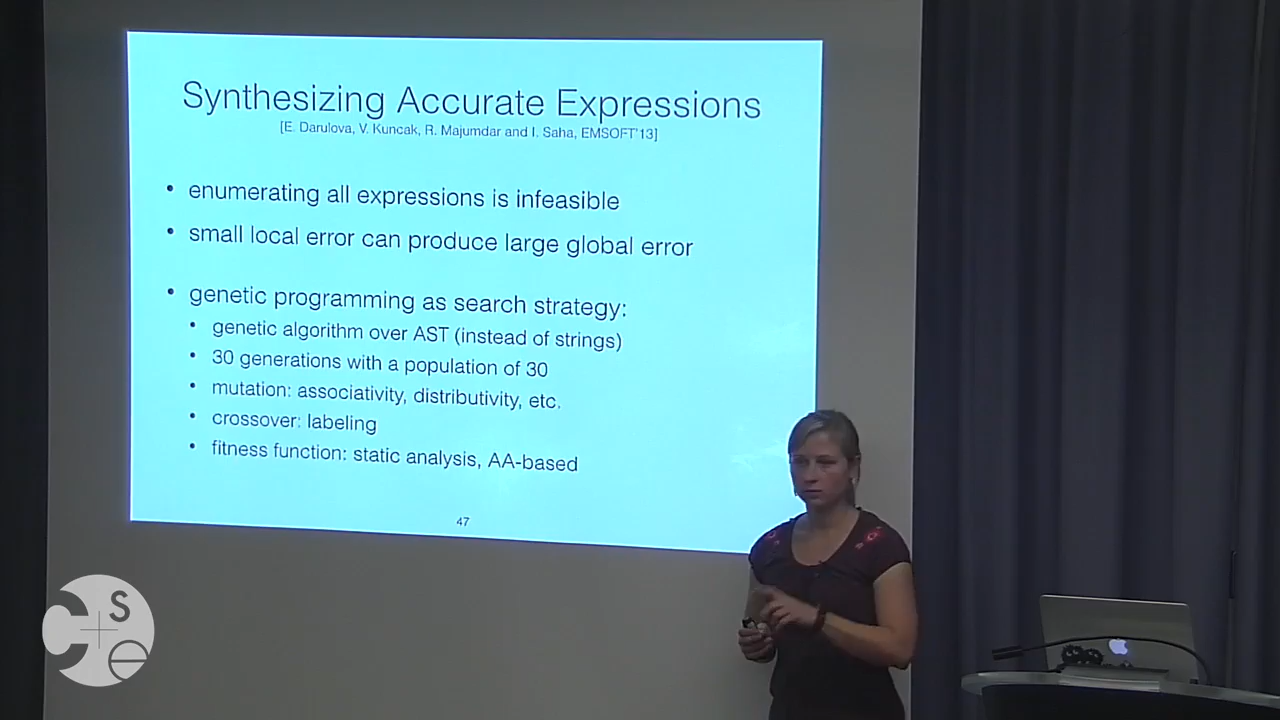 Synthesizing Accurate Expressions
[E. Darulova, V. Kuncak, R. Majumdar and I. Saha, EMSOFT'13]
• enumerating all expressions is infeasible
• small local error can produce large global error
• genetic programming as search strategy:
• genetic algorithm over AST (instead of strings)
• 30 generations with a population of 30
• mutation: associativity, distributivity, etc.
• crossover: labeling
• fitness function: static analysis, AA-based
47
C+se